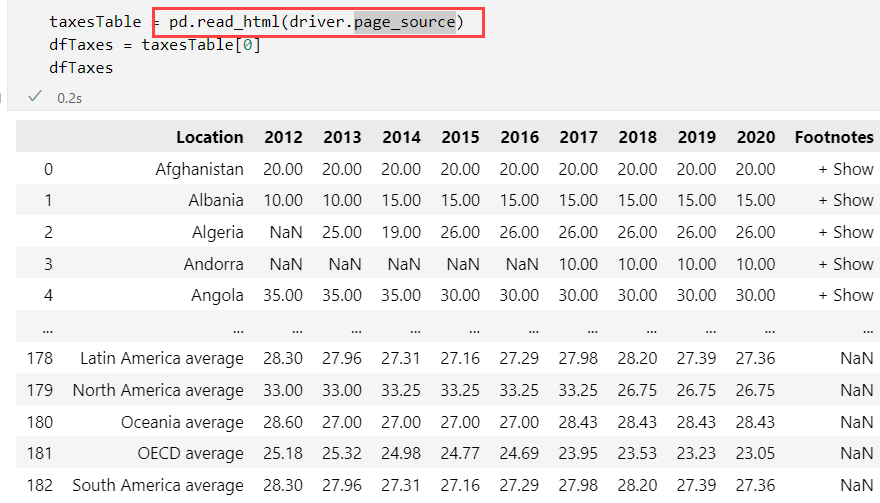 taxesTable = pd.read_html(driver.page_source)
dfTaxes = taxesTable[0]
dfTaxes
0.2s
Location 2012 2013 2014 2015 2016 2017 2018 2019 2020 Footnotes
0 Afghanistan 20.00 20.00 20.00 20.00 20.00 20.00 20.00 20.00 20.00 + Show
1 Albania 10.00 10.00 15.00 15.00 15.00 15.00 15.00 15.00 15.00 + Show
2 Algeria NaN 25.00 19.00 26.00 26.00 26.00 26.00 26.00 26.00 + Show
3 Andorra NaN NaN NaN NaN NaN 10.00 10.00 10.00 10.00 + Show
4 Angola 35.00 35.00 35.00 30.00 30.00 30.00 30.00 30.00 30.00 + Show
... ... ... ... ... ... ... ... ... ... ... ...
178 Latin America average 28.30 27.96 27.31 27.16 27.29 27.98 28.20 27.39 27.36 NaN
179 North America average 33.00 33.00 33.25 33.25 33.25 33.25 26.75 26.75 26.75 NaN
180 Oceania average 28.60 27.00 27.00 27.00 27.00 28.43 28.43 28.43 28.43 NaN
181 OECD average 25.18 25.32 24.98 24.77 24.69 23.95 23.53 23.23 23.05 NaN
182 South America average 28.30 27.96 27.31 27.16 27.29 27.98 28.20 27.39 27.36 NaN